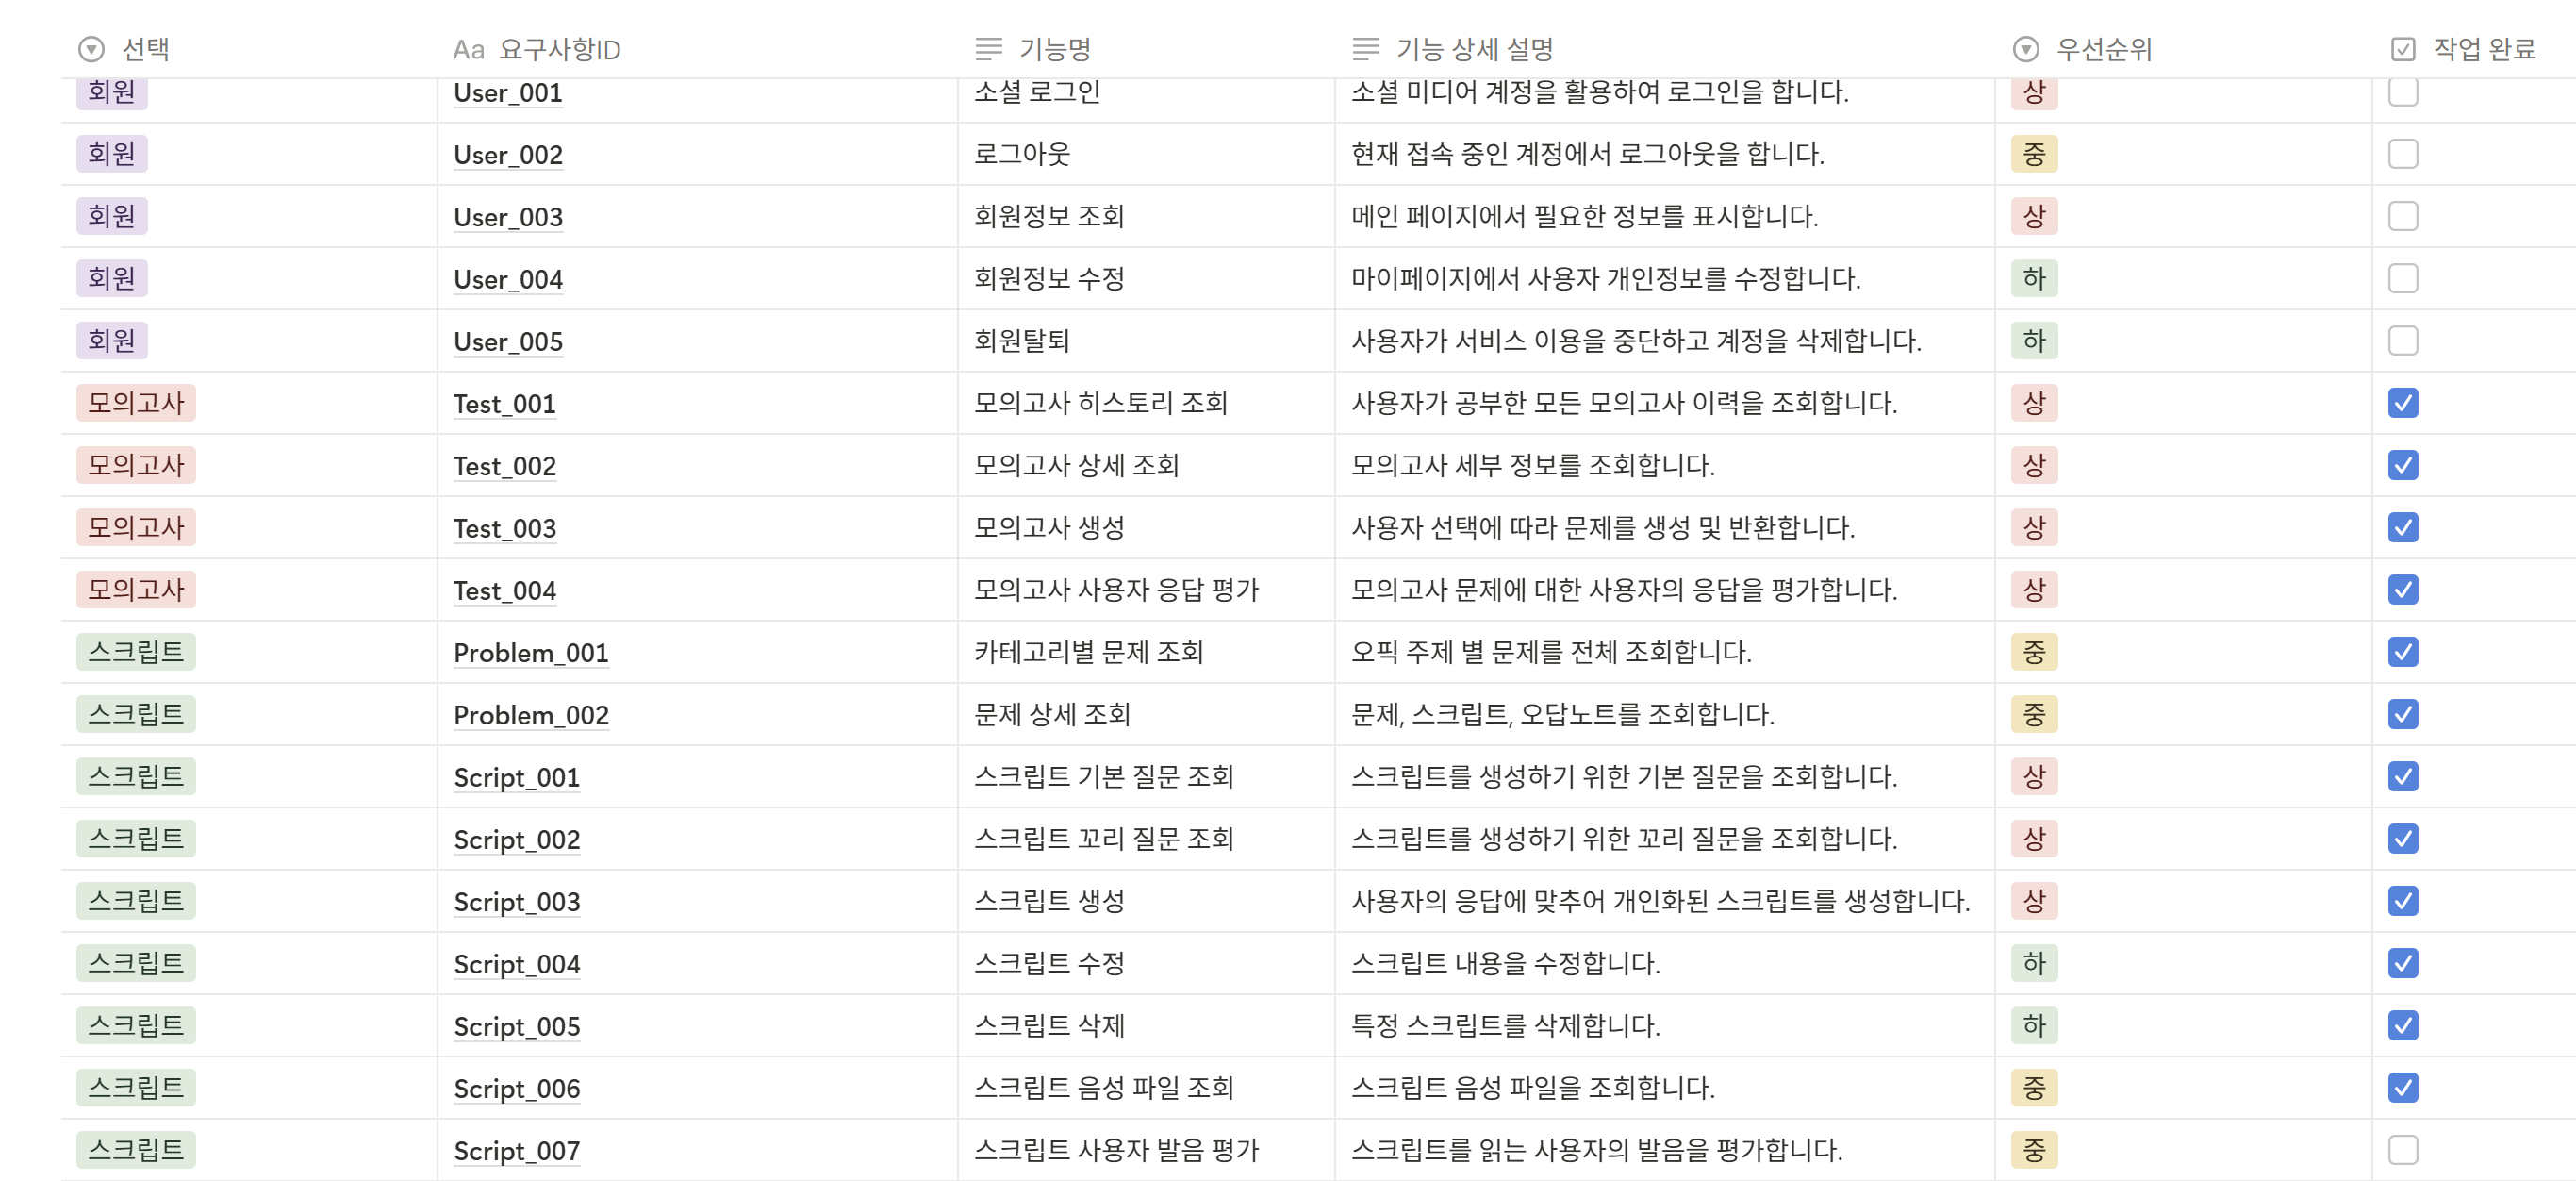 선택 Aa 요구사항ID 기능명 기능 상세 설명 우선순위 작업 완료
회원 User_001 소셜 로그인 소셜 미디어 계정을 활용하여 로그인을 합니다. 상
회원 User_002 로그아웃 현재 접속 중인 계정에서 로그아웃을 합니다. 중
회원 User_003 회원정보 조회 메인 페이지에서 필요한 정보를 표시합니다. 상
회원 User_004 회원정보 수정 마이페이지에서 사용자 개인정보를 수정합니다. 하
회원 User_005 회원탈퇴 사용자가 서비스 이용을 중단하고 계정을 삭제합니다. 하
모의고사 Test_001 모의고사 히스토리 조회 사용자가 공부한 모든 모의고사 이력을 조회합니다. 상
모의고사 Test_002 모의고사 상세 조회 모의고사 세부 정보를 조회합니다. 상
모의고사 Test_003 모의고사 생성 사용자 선택에 따라 문제를 생성 및 반환합니다. 상
모의고사 Test_004 모의고사 사용자 응답 평가 모의고사 문제에 대한 사용자의 응답을 평가합니다. 상
스크립트 Problem_001 카테고리별 문제 조회 오픽 주제 별 문제를 전체 조회합니다. 중
스크립트 Problem_002 문제 상세 조회 문제, 스크립트, 오답노트를 조회합니다. 중
스크립트 Script_001 스크립트 기본 질문 조회 스크립트를 생성하기 위한 기본 질문을 조회합니다. 상
스크립트 Script_002 스크립트 꼬리 질문 조회 스크립트를 생성하기 위한 꼬리 질문을 조회합니다. 상
스크립트 Script_003 스크립트 생성 사용자의 응답에 맞추어 개인화된 스크립트를 생성합니다. 상
스크립트 Script_004 스크립트 수정 스크립트 내용을 수정합니다. 하
스크립트 Script_005 스크립트 삭제 특정 스크립트를 삭제합니다. 하
스크립트 Script_006 스크립트 음성 파일 조회 스크립트 음성 파일을 조회합니다. 중
스크립트 Script_007 스크립트 사용자 발음 평가 스크립트를 읽는 사용자의 발음을 평가합니다. 중